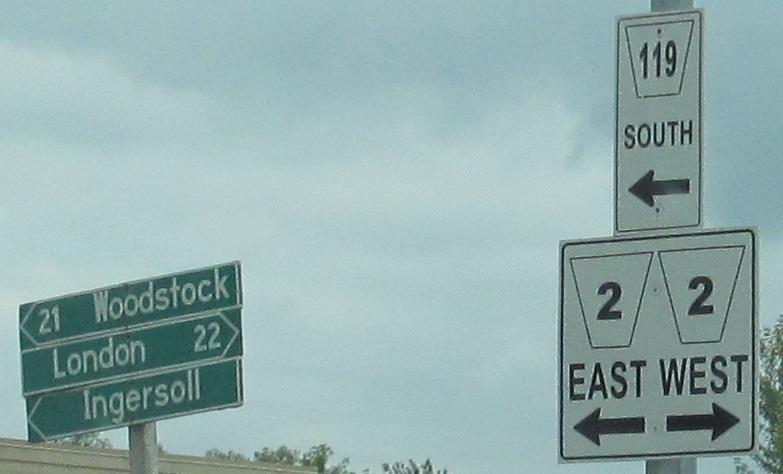 21 Woodstock
London 22
Ingersoll
119
SOUTH
2 2
EAST WEST